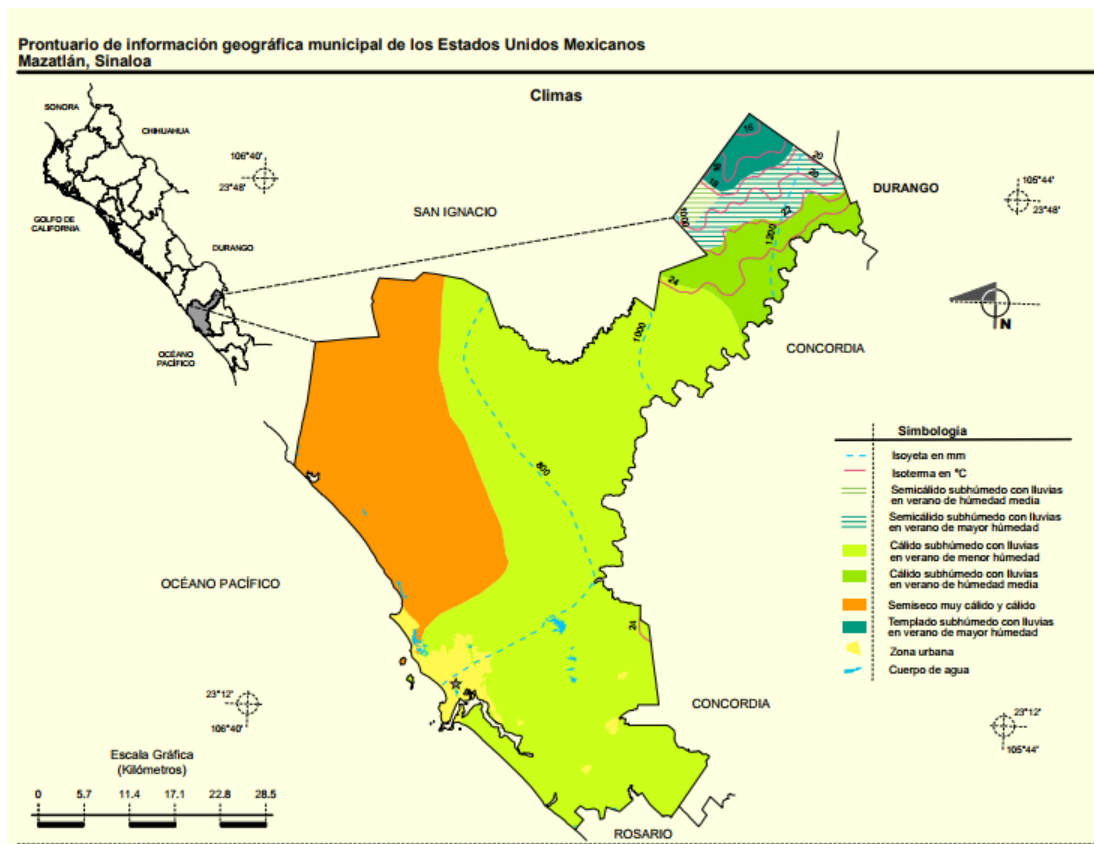 Prontuario de información geográfica municipal de los Estados Unidos Mexicanos
Mazatlán, Sinaloa
Climas
SONORA
CHIHUAHUA
GOLFO DE
CALIFORNIA
DURANGO
OCÉANO
PACÍFICO
106°40'
23°48'
SAN IGNACIO
DURANGO
105°44'
23°48'
16
16
18
20
20
22
1000
1200
24
1000
800
24
N
CONCORDIA
OCÉANO PACÍFICO
CONCORDIA
ROSARIO
23°12'
106°40'
23°12'
105°44'
Simbología
Isoyeta en mm
Isoterma en °C
Semicálido subhúmedo con lluvias
en verano de húmedad media
Semicálido subhúmedo con lluvias
en verano de mayor húmedad
Cálido subhúmedo con lluvias
en verano de menor húmedad
Cálido subhúmedo con lluvias
en verano de húmedad media
Semiseco muy cálido y cálido
Templado subhúmedo con lluvias
en verano de mayor húmedad
Zona urbana
Cuerpo de agua
Escala Gráfica
(Kilómetros)
0 5.7 11.4 17.1 22.8 28.5